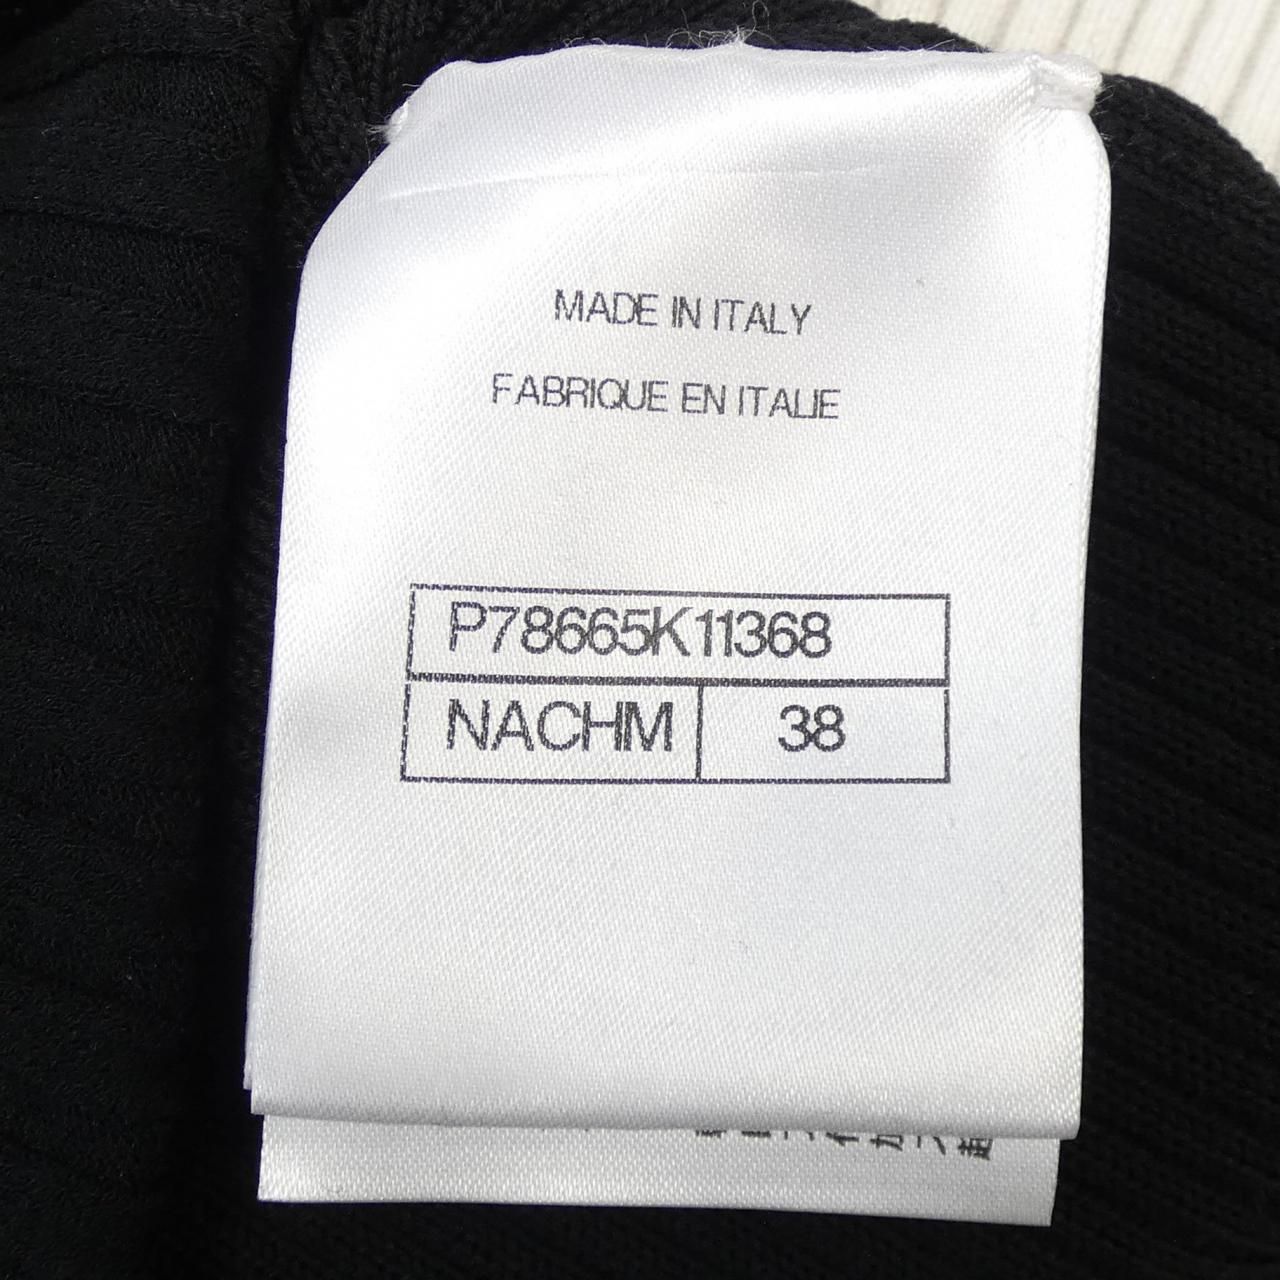 MADE IN ITALY
FABRIQUE EN ITALIE
P78665K11368
NACHM 38